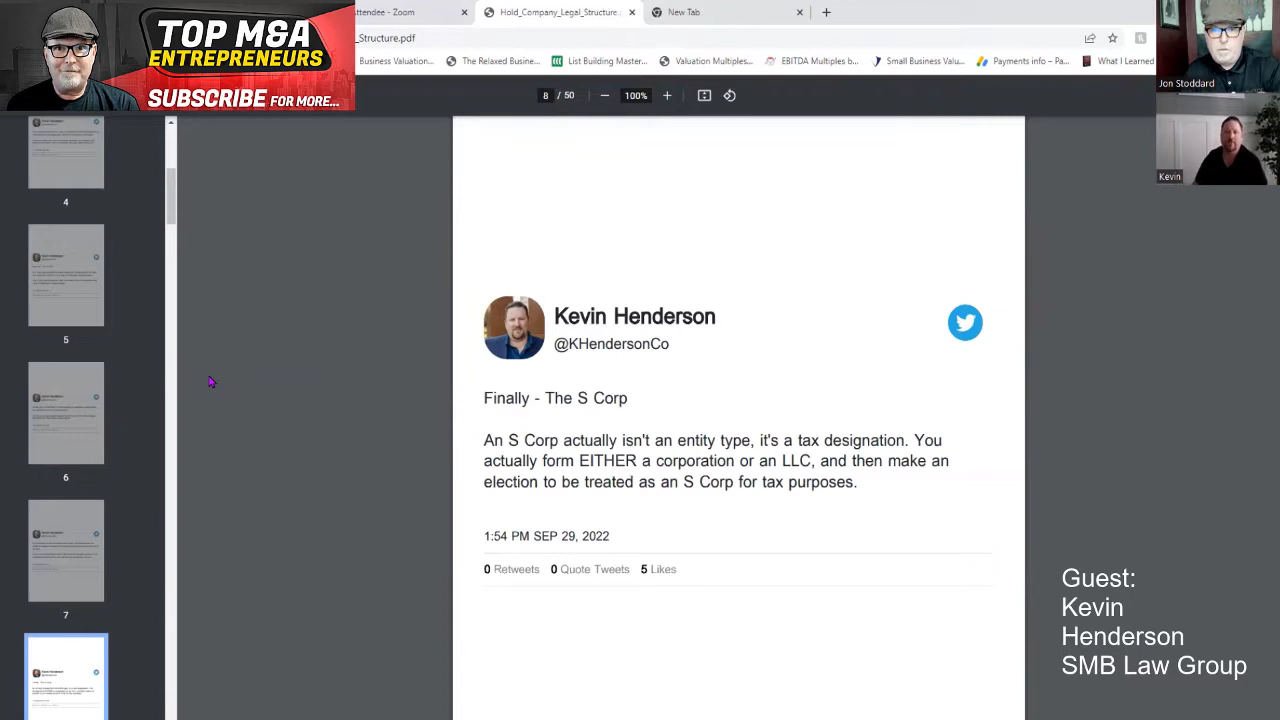 TOP M&A
ENTREPRENEURS
SUBSCRIBE FOR MORE...
ttendee - Zoom
Hold_Company_Legal_Structure...
New Tab
_Structure.pdf
Business Valuation...
The Relaxed Busine...
List Building Master...
Valuation Multiples...
EBITDA Multiples b...
Small Business Valu...
Payments info – Pa...
What I Learned
8 / 50
100%
Jon Stoddard
Kevin
4
5
6
7
Kevin Henderson
@KHendersonCo
Finally - The S Corp
An S Corp actually isn't an entity type, it's a tax designation. You
actually form EITHER a corporation or an LLC, and then make an
election to be treated as an S Corp for tax purposes.
1:54 PM SEP 29, 2022
0 Retweets 0 Quote Tweets 5 Likes
Guest:
Kevin
Henderson
SMB Law Group